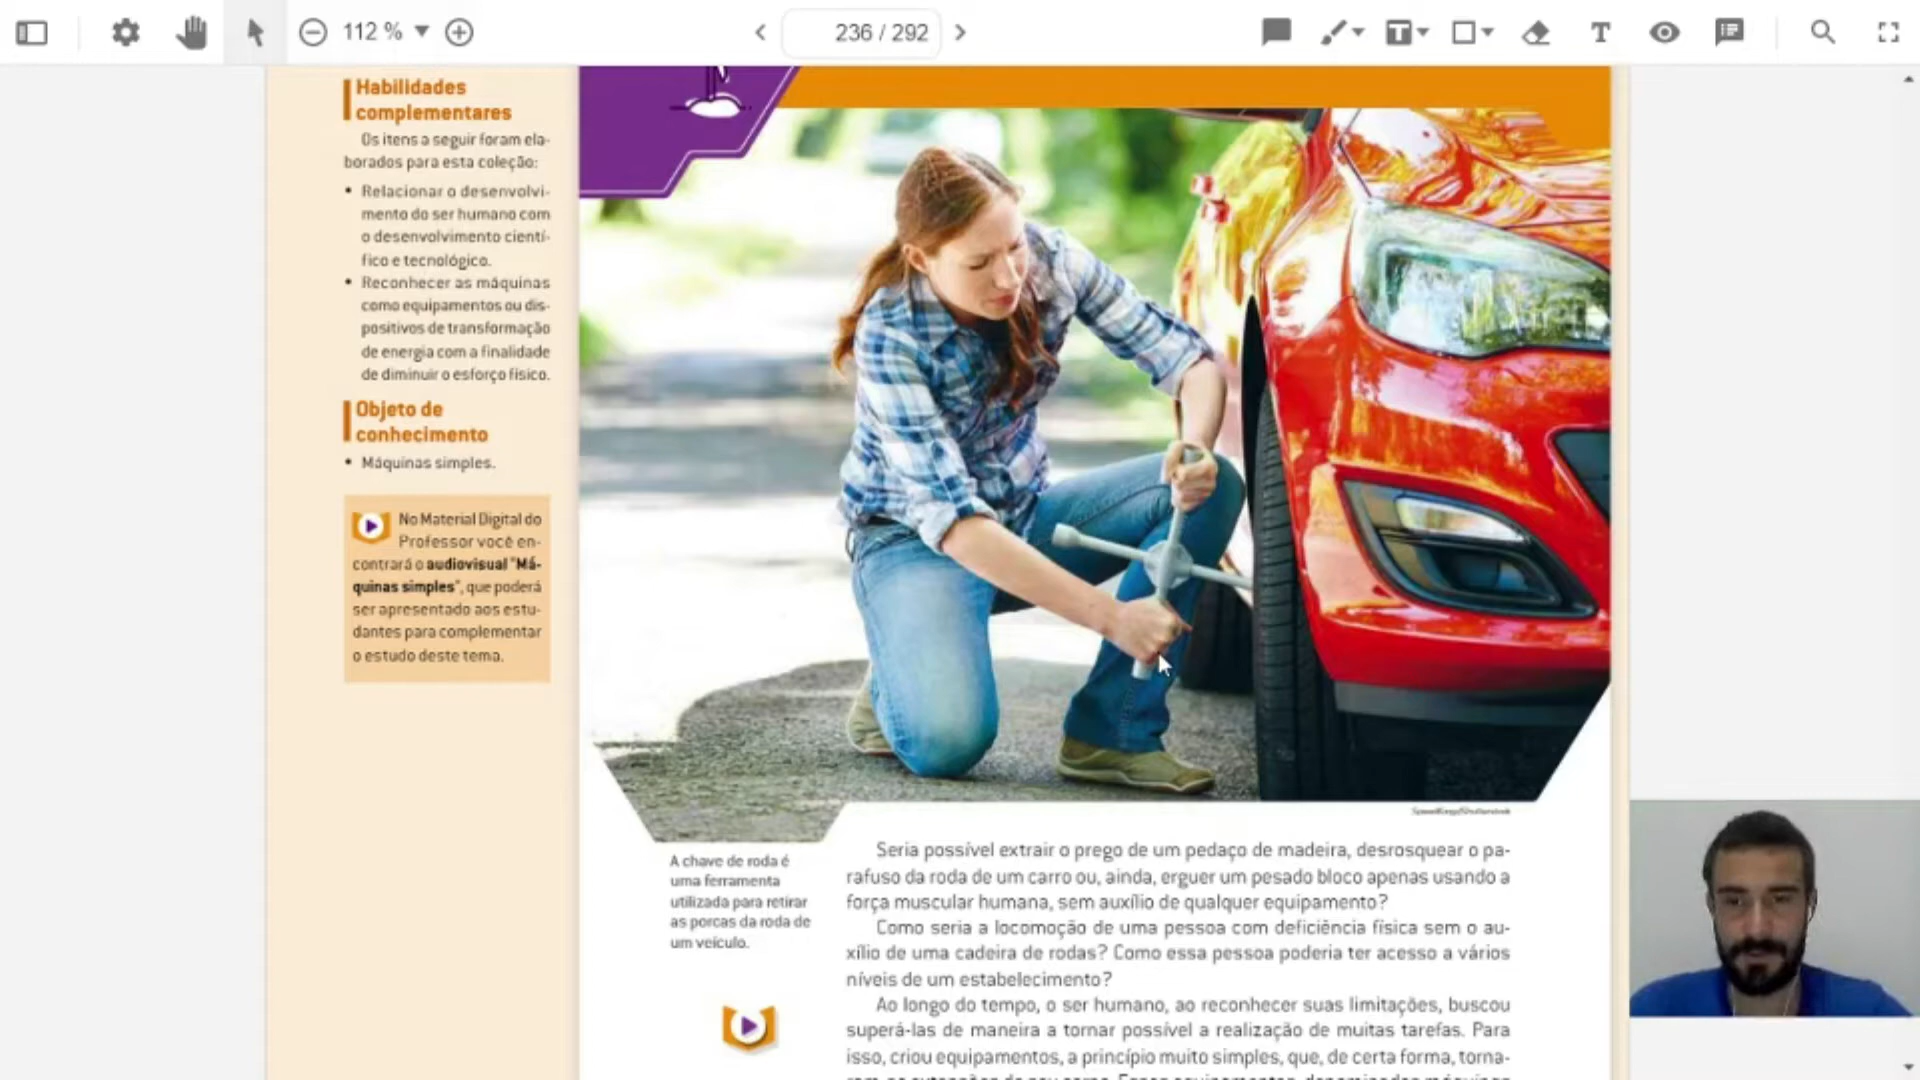 112 %
236 / 292
Habilidades
complementares
Os itens a seguir foram ela-
borados para esta coleção:
• Relacionar o desenvolvi-
mento do ser humano com
o desenvolvimento cientí-
fico e tecnológico.
• Reconhecer as máquinas
como equipamentos ou dis-
positivos de transformação
de energia com a finalidade
de diminuir o esforço físico.
Objeto de
conhecimento
• Máquinas simples.
No Material Digital do
Professor você en-
contrará o audiovisual "Má-
quinas simples", que poderá
ser apresentado aos estu-
dantes para complementar
o estudo deste tema.
A chave de roda é
uma ferramenta
utilizada para retirar
as porcas da roda de
um veículo.
Seria possível extrair o prego de um pedaço de madeira, desrosquear o pa-
rafuso da roda de um carro ou, ainda, erguer um pesado bloco apenas usando a
força muscular humana, sem auxílio de qualquer equipamento?
Como seria a locomoção de uma pessoa com deficiência física sem o au-
xílio de uma cadeira de rodas? Como essa pessoa poderia ter acesso a vários
níveis de um estabelecimento?
Ao longo do tempo, o ser humano, ao reconhecer suas limitações, buscou
superá-las de maneira a tornar possível a realização de muitas tarefas. Para
isso, criou equipamentos, a princípio muito simples, que, de certa forma, torna-